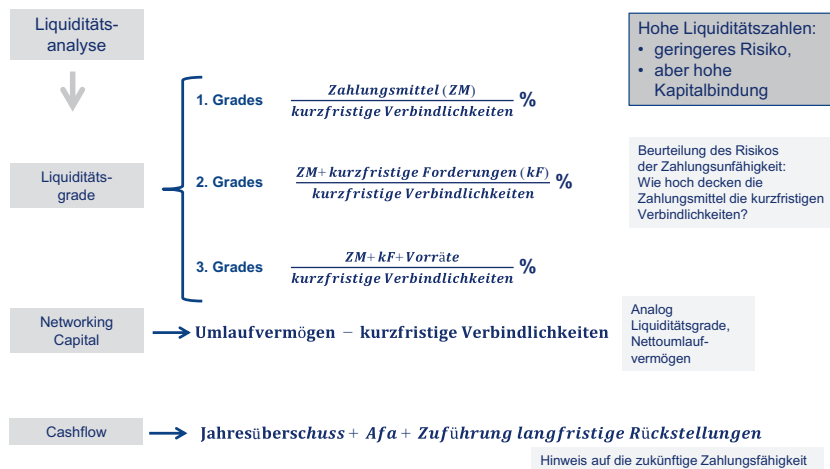 Liquiditäts-
analyse
Hohe Liquiditätszahlen:
• geringeres Risiko,
• aber hohe
Kapitalbindung
1. Grades
Zahlungsmittel (ZM)
kurzfristige Verbindlichkeiten
%
Liquiditäts-
grade
2. Grades
ZM+ kurzfristige Forderungen (kF)
kurzfristige Verbindlichkeiten
%
Beurteilung des Risikos
der Zahlungsunfähigkeit:
Wie hoch decken die
Zahlungsmittel die kurzfristigen
Verbindlichkeiten?
3. Grades
ZM+ kF+Vorräte
kurzfristige Verbindlichkeiten
%
Networking
Capital
Umlaufvermögen − kurzfristige Verbindlichkeiten
Analog
Liquiditätsgrade,
Nettoumlauf-
vermögen
Cashflow
Jahresüberschuss + Afa + Zuführung langfristige Rückstellungen
Hinweis auf die zukünftige Zahlungsfähigkeit